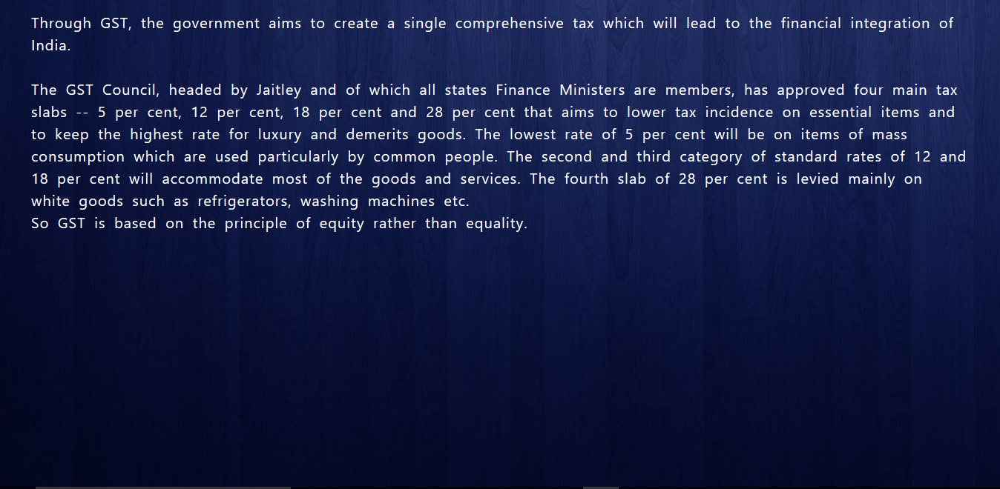 Through GST, the government aims to create a single comprehensive tax which will lead to the financial integration of
India.
The GST Council, headed by Jaitley and of which all states Finance Ministers are members, has approved four main tax
slabs -- 5 per cent, 12 per cent, 18 per cent and 28 per cent that aims to lower tax incidence on essential items and
to keep the highest rate for luxury and demerits goods. The lowest rate of 5 per cent will be on items of mass
consumption which are used particularly by common people. The second and third category of standard rates of 12 and
18 per cent will accommodate most of the goods and services. The fourth slab of 28 per cent is levied mainly on
white goods such as refrigerators, washing machines etc.
So GST is based on the principle of equity rather than equality.